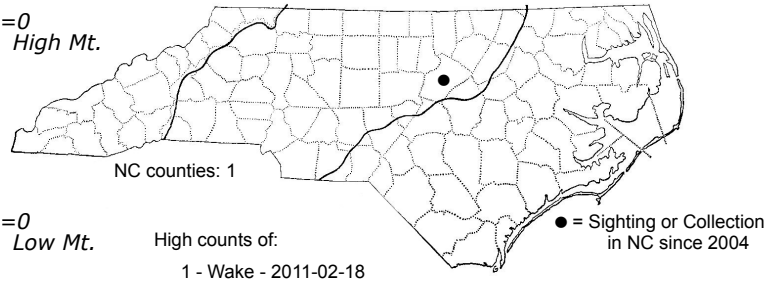 =0
High Mt.
NC counties: 1
=0
Low Mt.
High counts of:
1 - Wake - 2011-02-18
= Sighting or Collection
in NC since 2004